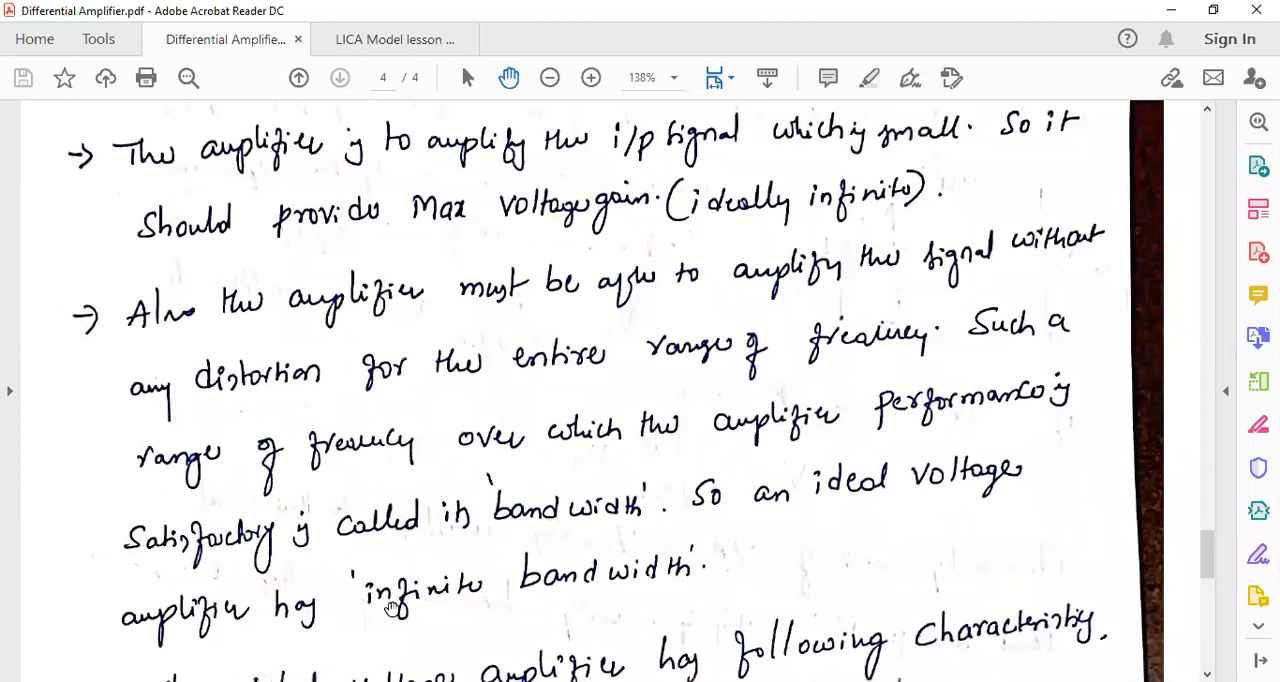 Differential Amplifier.pdf - Adobe Acrobat Reader DC
Home Tools Differential Amplifie... × LICA Model lesson ... Sign In
4 / 4 138%
→ The amplifier is to amplify the i/p signal which is small. So it
should provide Max voltage gain. (ideally infinite).
→ Also the amplifier must be able to amplify the signal without
any distortion for the entire range of frequency. Such a
range of frequency over which the amplifier performance is
satisfactory is called its 'bandwidth'. So an ideal voltage
amplifier has 'infinite bandwidth'.
voltage amplifier has following characteristics.